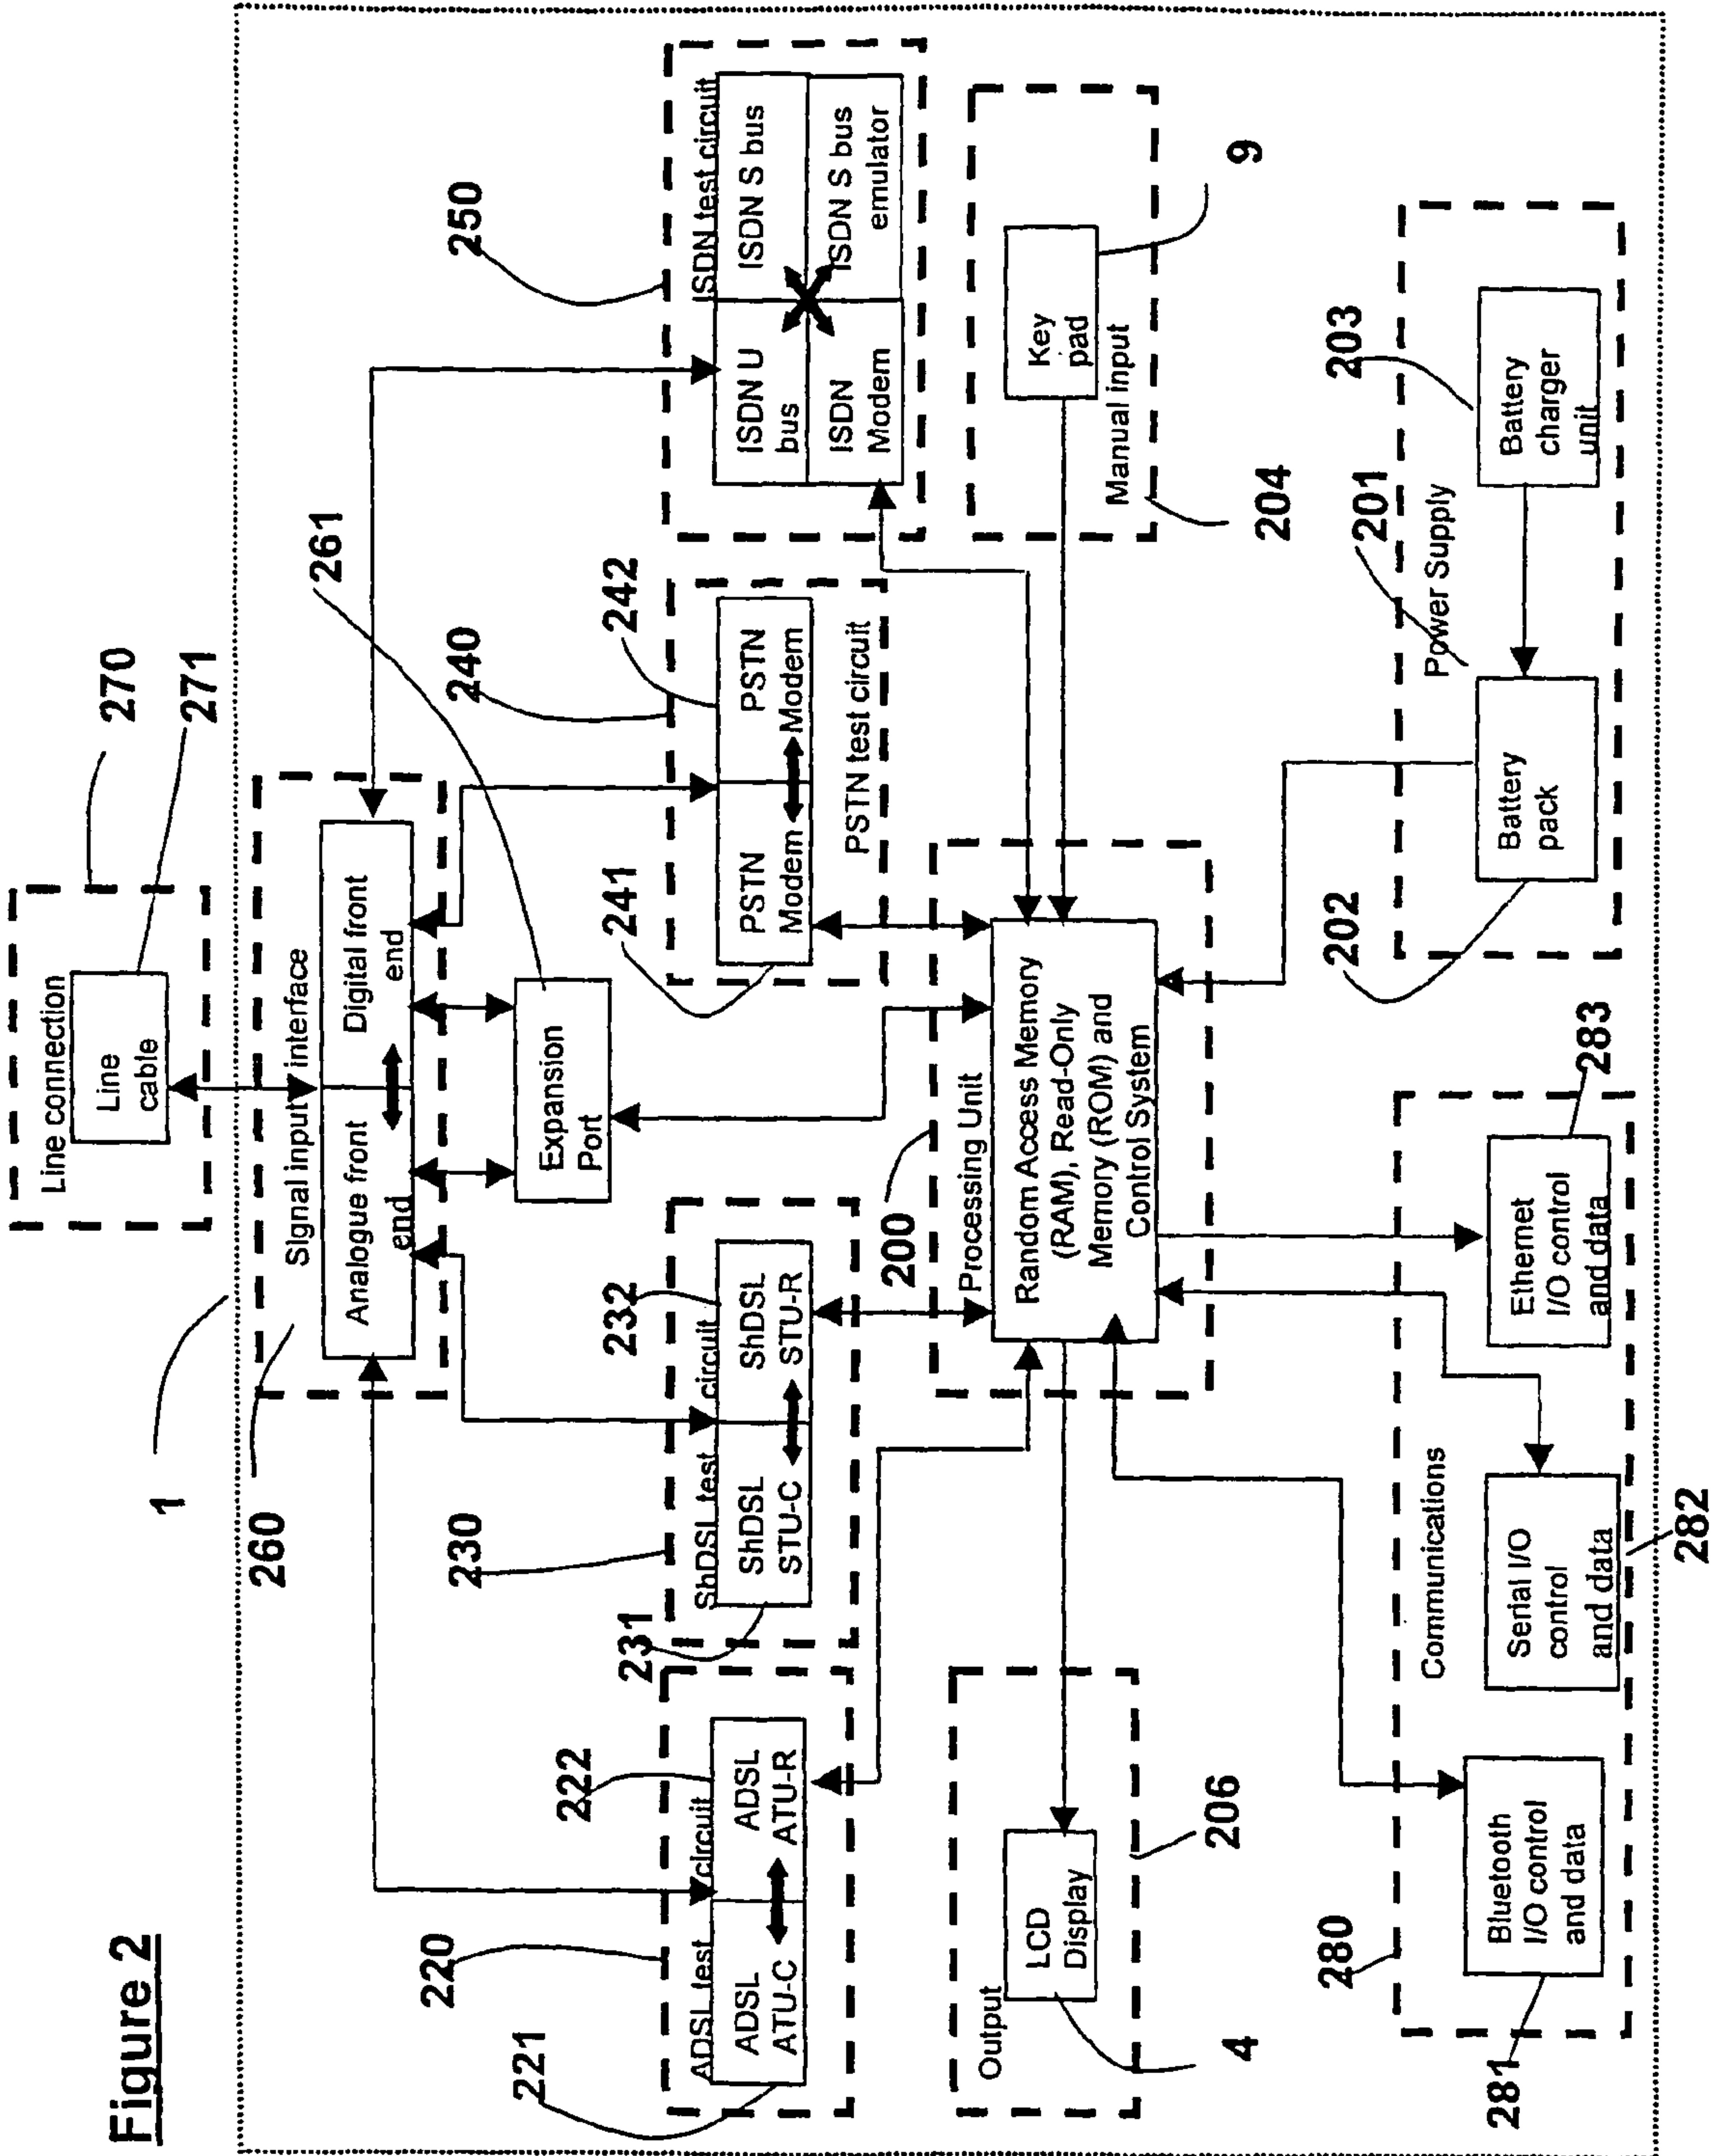 Figure 2
1
270
271
Line connection
Line
cable
260
Signal input interface
Analogue front
end
Digital front
end
261
Expansion
Port
220
221
222
ADSL test circuit
ADSL
ATU-C
ADSL
ATU-R
230
231
232
ShDSL test circuit
ShDSL
STU-C
ShDSL
STU-R
240
241
242
PSTN
Modem
PSTN
Modem
PSTN test circuit
250
ISDN test circuit
ISDN U
bus
ISDN S bus
ISDN
Modem
ISDN S bus
emulator
200
Processing Unit
Random Access Memory
(RAM), Read-Only
Memory (ROM) and
Control System
Output
LCD
Display
4
206
Key
pad
Manual input
9
204
280
Communications
Bluetooth
I/O control
and data
281
Serial I/O
control
and data
282
Ethernet
I/O control
and data
283
201
Power Supply
202
Battery
pack
203
Battery
charger
unit